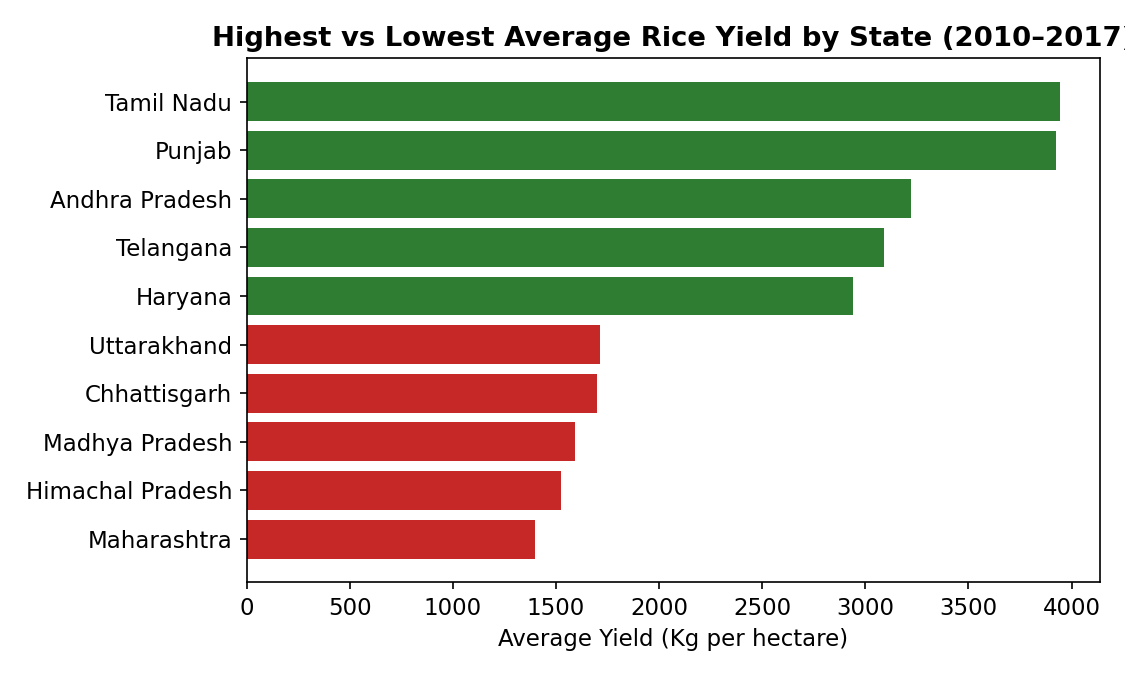 Highest vs Lowest Average Rice Yield by State (2010–2017)
Tamil Nadu
Punjab
Andhra Pradesh
Telangana
Haryana
Uttarakhand
Chhattisgarh
Madhya Pradesh
Himachal Pradesh
Maharashtra
0 500 1000 1500 2000 2500 3000 3500 4000
Average Yield (Kg per hectare)